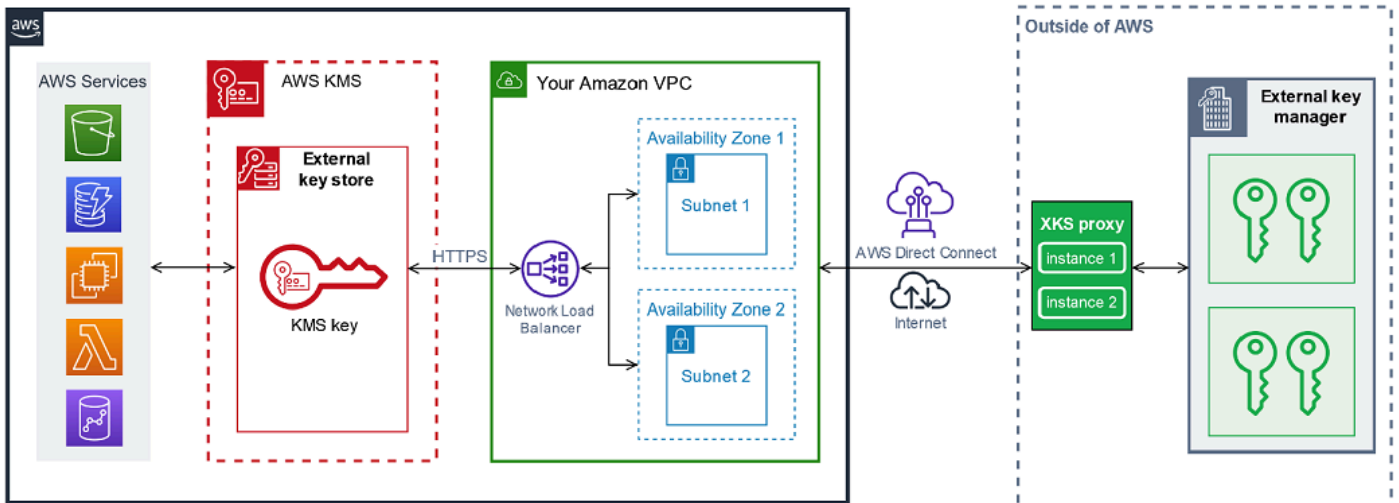 aws
AWS Services
AWS KMS
External
key store
KMS key
HTTPS
Your Amazon VPC
Network Load
Balancer
Availability Zone 1
Subnet 1
Availability Zone 2
Subnet 2
AWS Direct Connect
Internet
Outside of AWS
XKS proxy
instance 1
instance 2
External key
manager